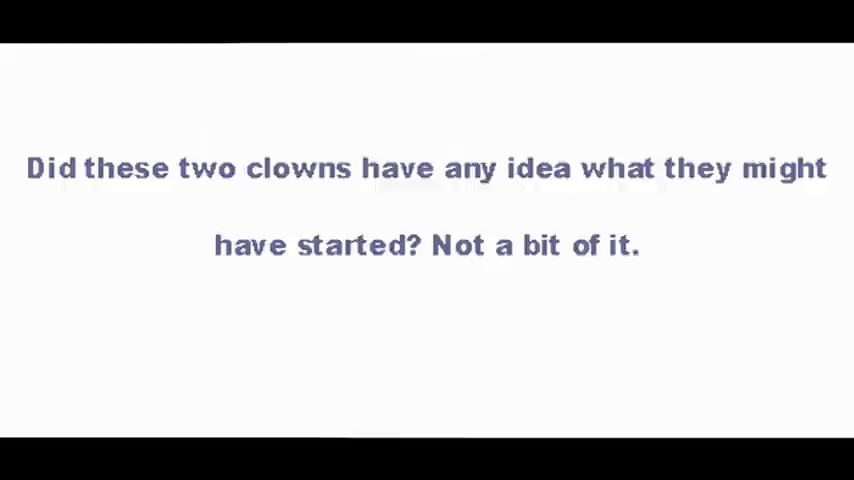 Did these two clowns have any idea what they might
have started? Not a bit of it.